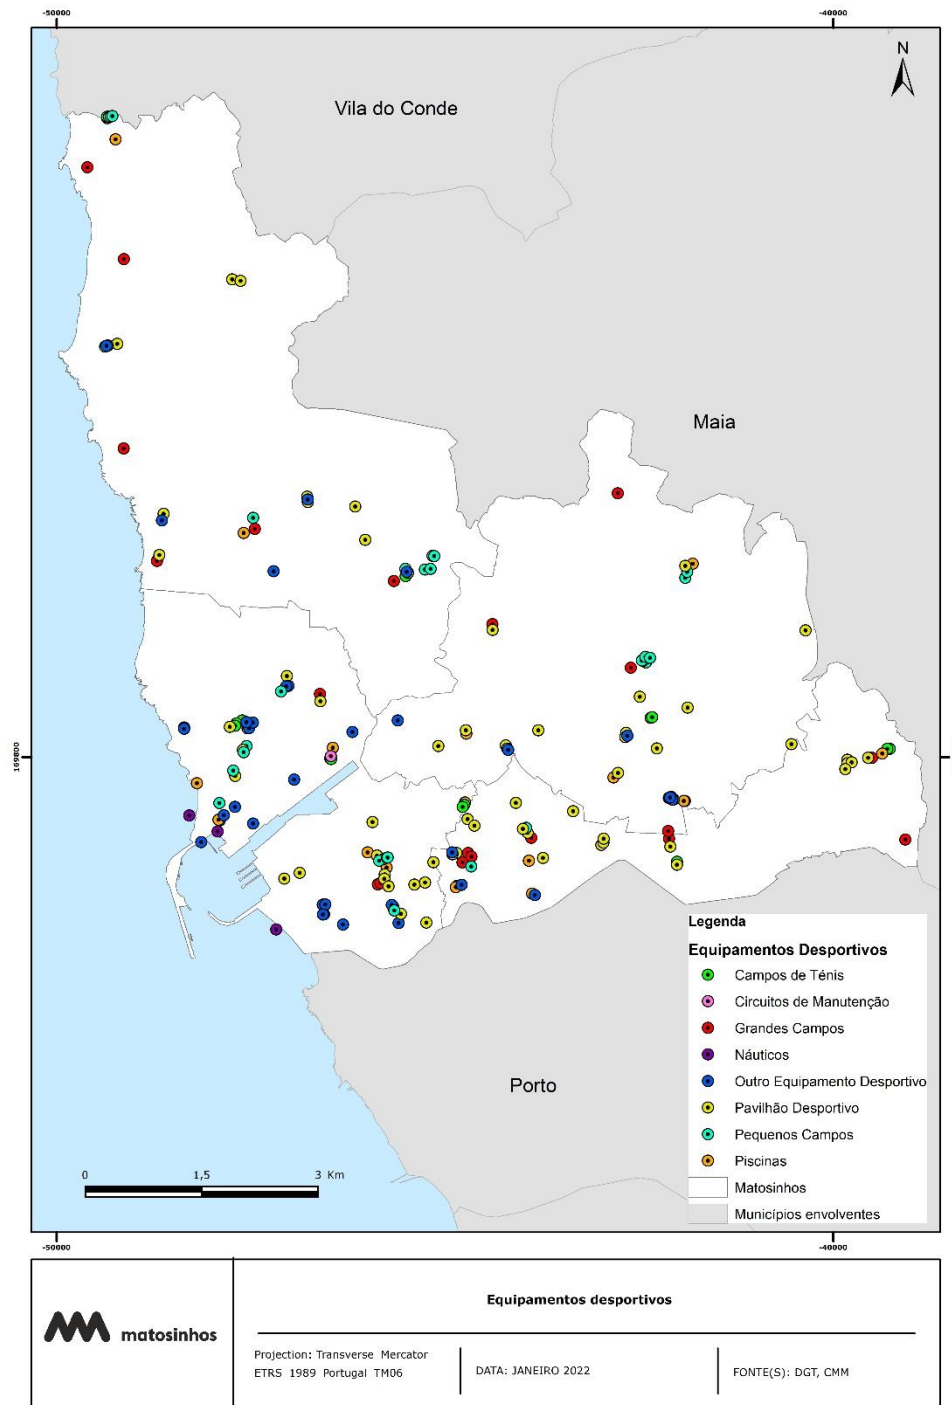 -50000
-40000
N
Vila do Conde
Maia
169800
Legenda
Equipamentos Desportivos
Campos de Ténis
Circuitos de Manutenção
Grandes Campos
Náuticos
Outro Equipamento Desportivo
Pavilhão Desportivo
Pequenos Campos
Piscinas
Matosinhos
Municípios envolventes
Porto
0 1,5 3 Km
-50000
-40000
matosinhos
Equipamentos desportivos
Projection: Transverse Mercator
ETRS 1989 Portugal TM06
DATA: JANEIRO 2022
FONTE(S): DGT, CMM